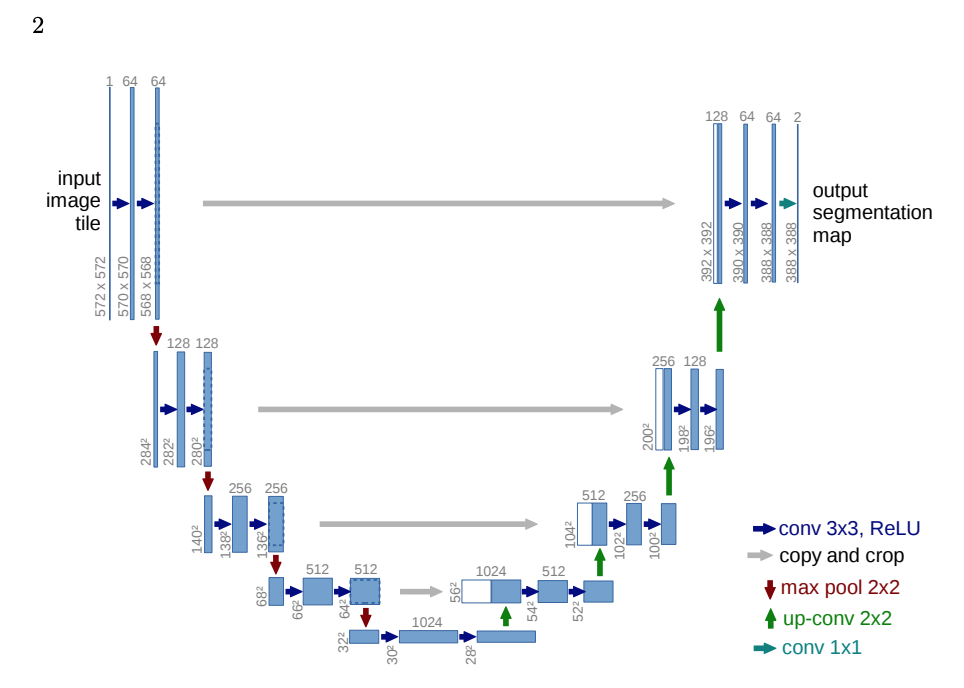 2
1 64 64
128 64 64 2
input
image
tile
output
segmentation
map
572 x 572
570 x 570
568 x 568
392 x 392
390 x 390
388 x 388
388 x 388
128 128
256 128
284²
282²
280²
200²
198²
196²
256 256
512 256
140²
138²
136²
104²
102²
100²
512 512
1024 512
68²
66²
64²
56²
54²
52²
1024
32²
30²
28²
conv 3x3, ReLU
copy and crop
max pool 2x2
up-conv 2x2
conv 1x1